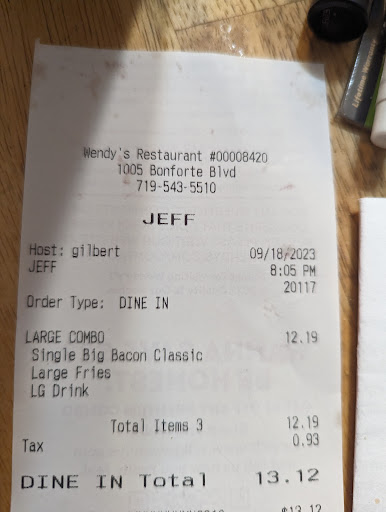 Wendy's Restaurant #00008420
1005 Bonforte Blvd
719-543-5510
JEFF
Host: gilbert 09/18/2023
JEFF 8:05 PM
20117
Order Type: DINE IN
LARGE COMBO 12.19
Single Big Bacon Classic
Large Fries
LG Drink
Total Items 3 12.19
Tax 0.93
DINE IN Total 13.12
$13.12